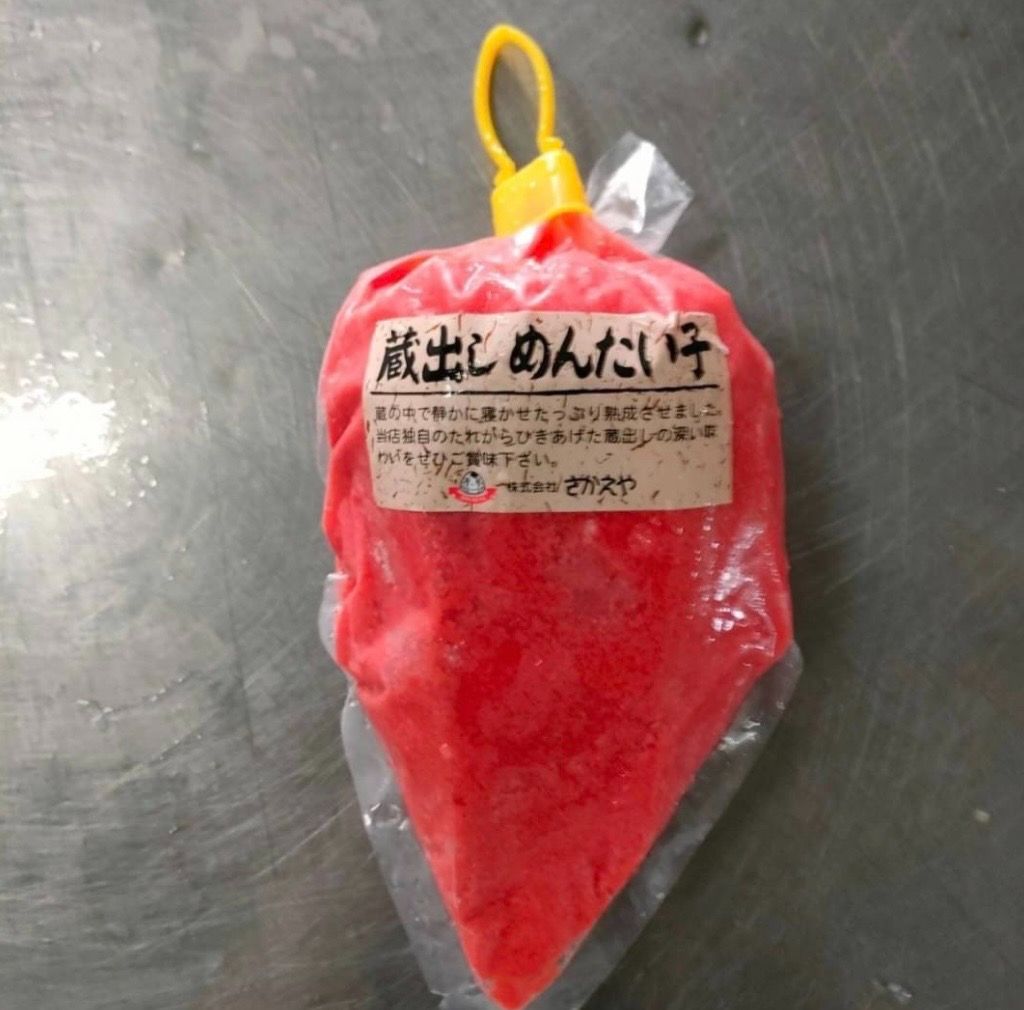 蔵出し めんたい子
蔵の中で静かに寝かせたっぷり熟成させました。
当店独自のたれがらひきあげた蔵出しの深い味
わいをぜひご賞味下さい。
株式会社 さかえや